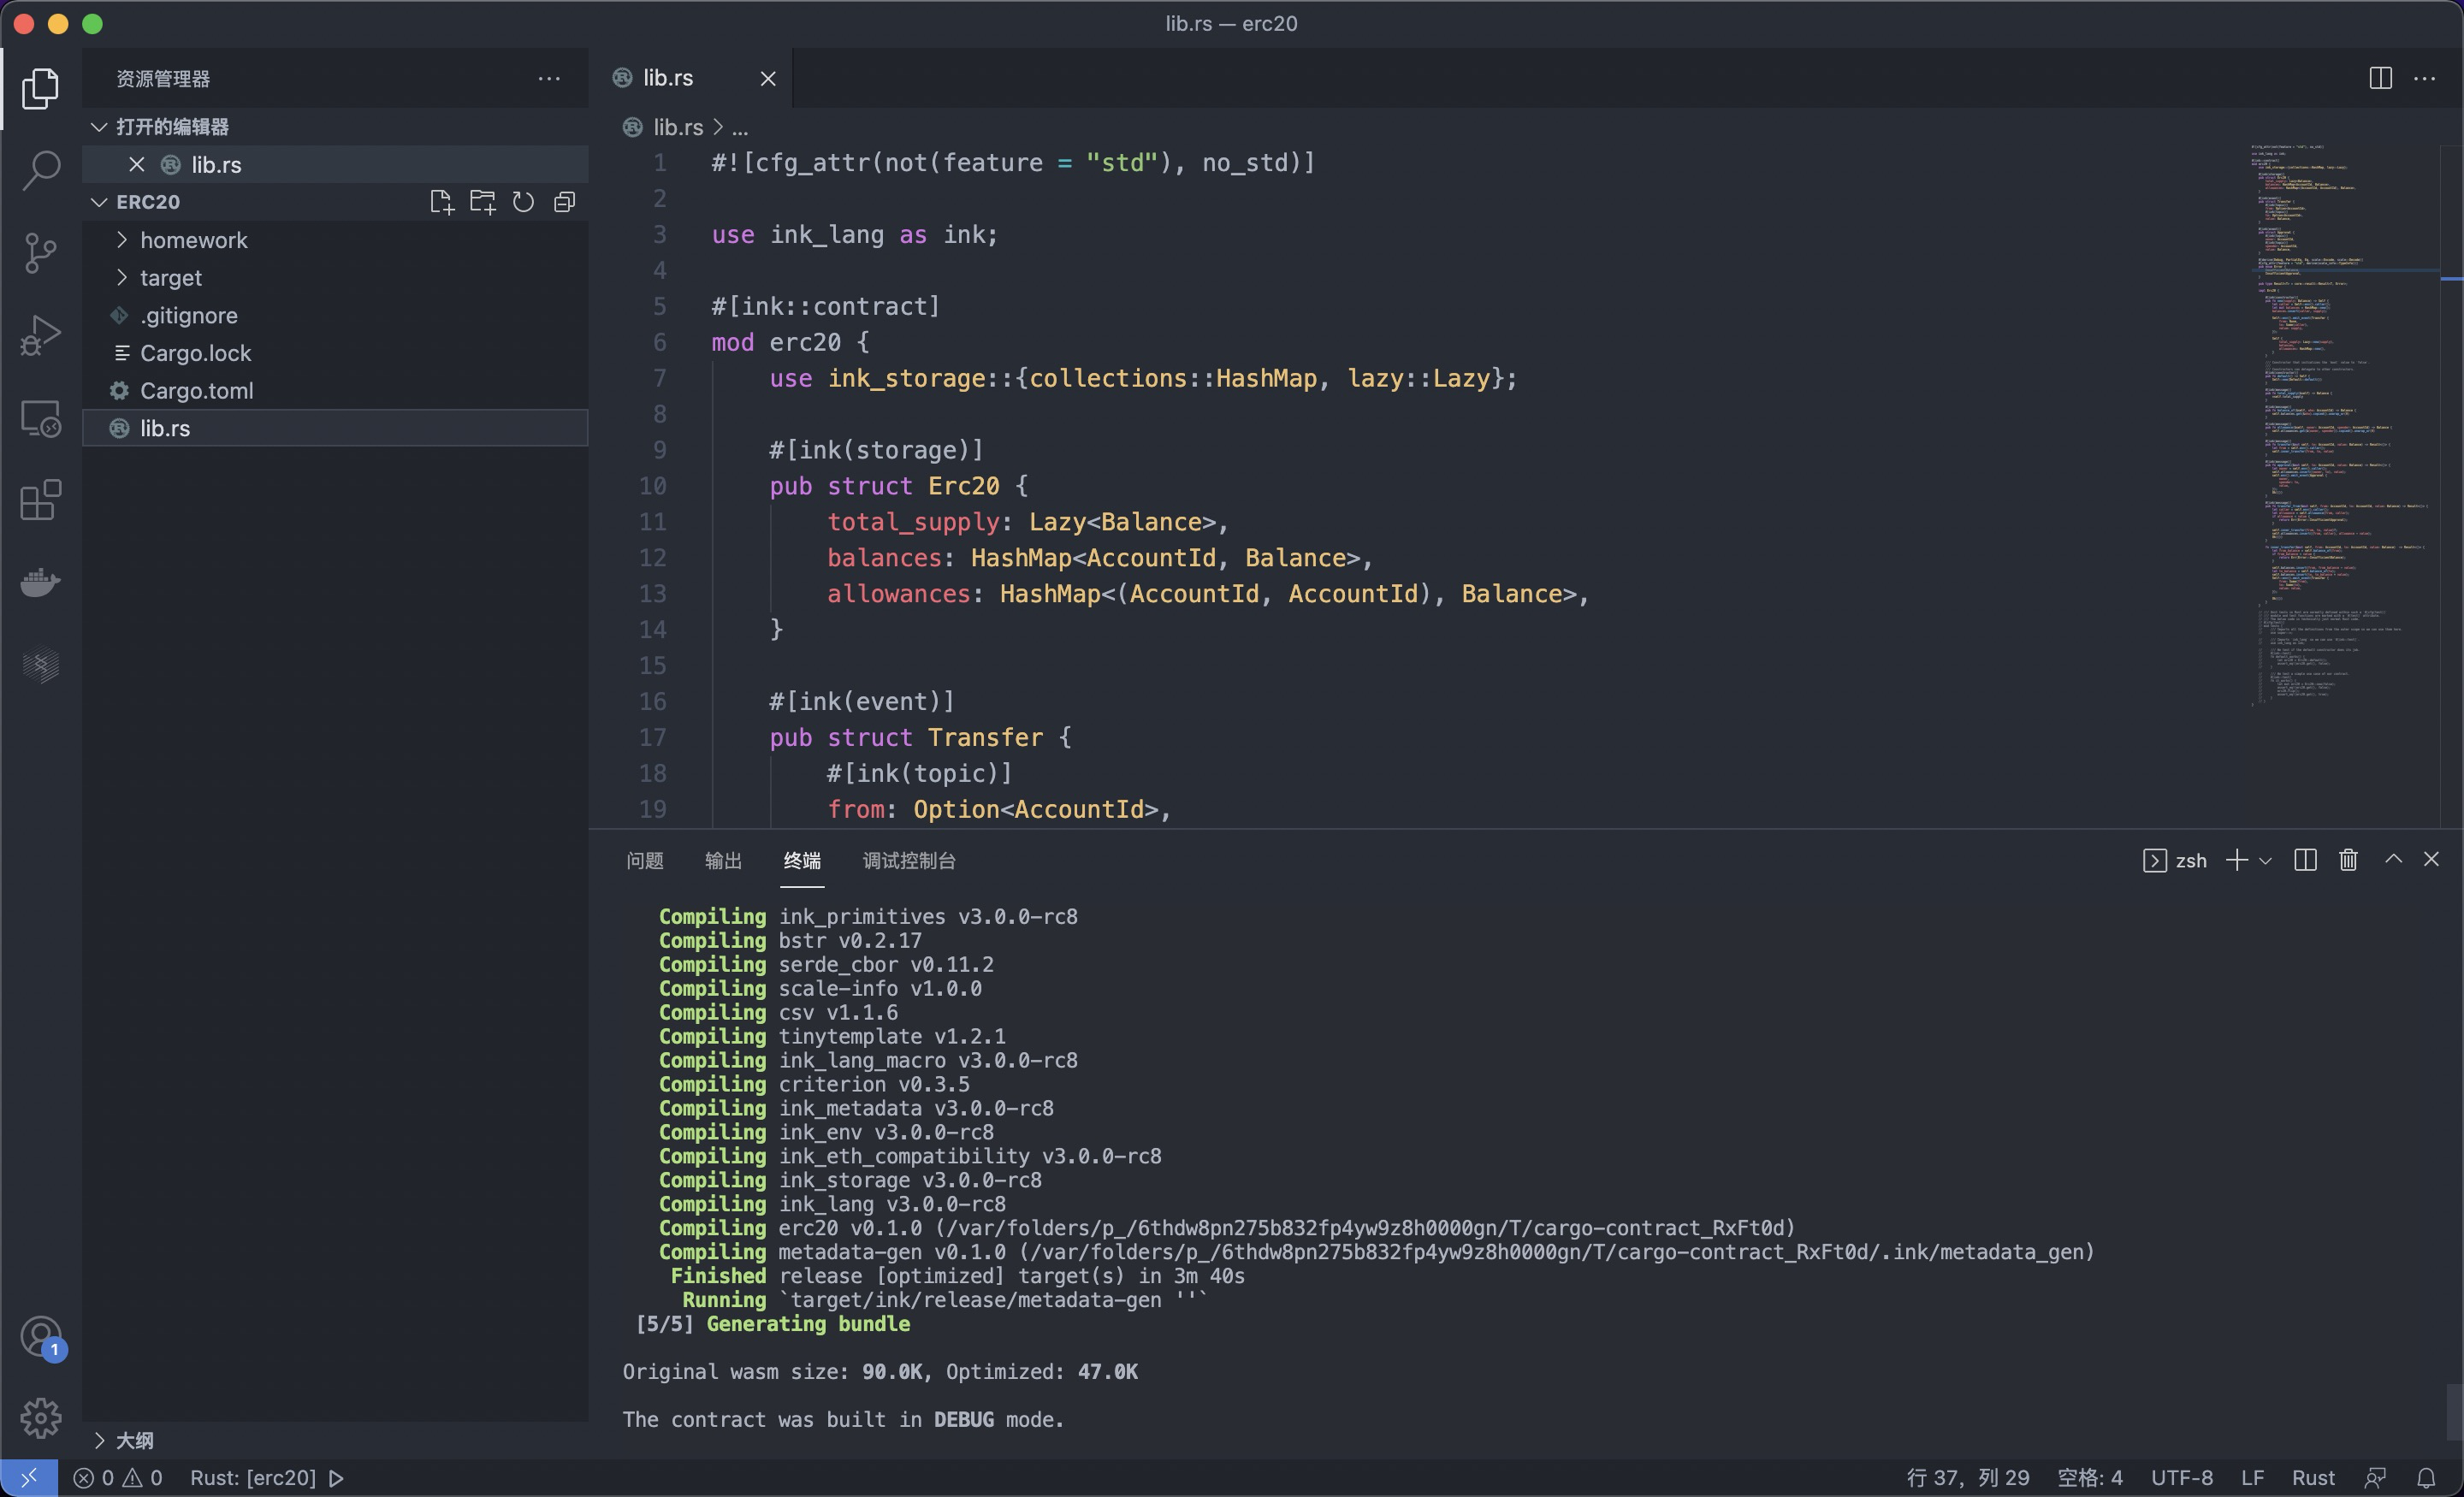 lib.rs — erc20
资源管理器
打开的编辑器
lib.rs
ERC20
homework
target
.gitignore
Cargo.lock
Cargo.toml
lib.rs
大纲
lib.rs
lib.rs > ...
1 #![cfg_attr(not(feature = "std"), no_std)]
2
3 use ink_lang as ink;
4
5 #[ink::contract]
6 mod erc20 {
7 use ink_storage::{collections::HashMap, lazy::Lazy};
8
9 #[ink(storage)]
10 pub struct Erc20 {
11 total_supply: Lazy<Balance>,
12 balances: HashMap<AccountId, Balance>,
13 allowances: HashMap<(AccountId, AccountId), Balance>,
14 }
15
16 #[ink(event)]
17 pub struct Transfer {
18 #[ink(topic)]
19 from: Option<AccountId>,
问题 输出 终端 调试控制台 zsh
Compiling ink_primitives v3.0.0-rc8
Compiling bstr v0.2.17
Compiling serde_cbor v0.11.2
Compiling scale-info v1.0.0
Compiling csv v1.1.6
Compiling tinytemplate v1.2.1
Compiling ink_lang_macro v3.0.0-rc8
Compiling criterion v0.3.5
Compiling ink_metadata v3.0.0-rc8
Compiling ink_env v3.0.0-rc8
Compiling ink_eth_compatibility v3.0.0-rc8
Compiling ink_storage v3.0.0-rc8
Compiling ink_lang v3.0.0-rc8
Compiling erc20 v0.1.0 (/var/folders/p_/6thdw8pn275b832fp4yw9z8h0000gn/T/cargo-contract_RxFt0d)
Compiling metadata-gen v0.1.0 (/var/folders/p_/6thdw8pn275b832fp4yw9z8h0000gn/T/cargo-contract_RxFt0d/.ink/metadata_gen)
Finished release [optimized] target(s) in 3m 40s
Running `target/ink/release/metadata-gen ''`
[5/5] Generating bundle
Original wasm size: 90.0K, Optimized: 47.0K
The contract was built in DEBUG mode.
1
0 0 Rust: [erc20] 行 37，列 29 空格: 4 UTF-8 LF Rust